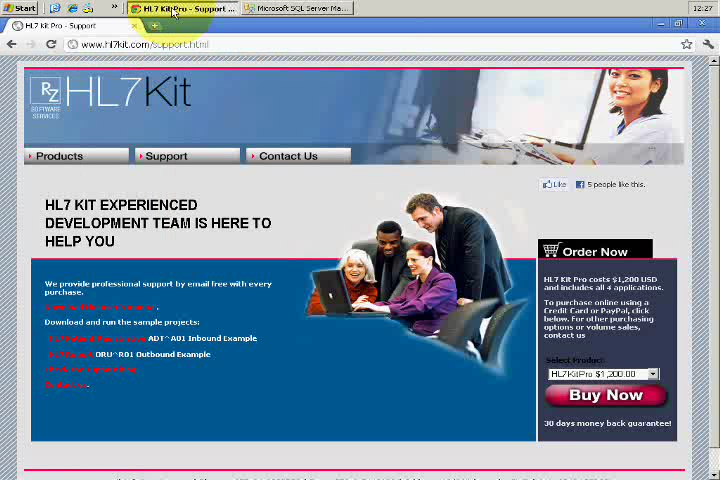 Start
»
HL7 Kit Pro - Support ...
Microsoft SQL Server Ma...
12:27
HL7 Kit Pro - Support
www.hl7kit.com/support.html
RZ
SOFTWARE
SERVICES
HL7Kit
Products
Support
Contact Us
Like
5 people like this.
HL7 KIT EXPERIENCED
DEVELOPMENT TEAM IS HERE TO
HELP YOU
Order Now
We provide professional support by email free with every
purchase.
Download and run the sample projects:
ADT^A01 Inbound Example
ORU^R01 Outbound Example
HL7 Kit Pro costs $1,200 USD
and includes all 4 applications.
To purchase online using a
Credit Card or PayPal, click
below. For other purchasing
options or volume sales,
contact us
Select Product:
HL7KitPro $1,200.00
Buy Now
30 days money back guarantee!